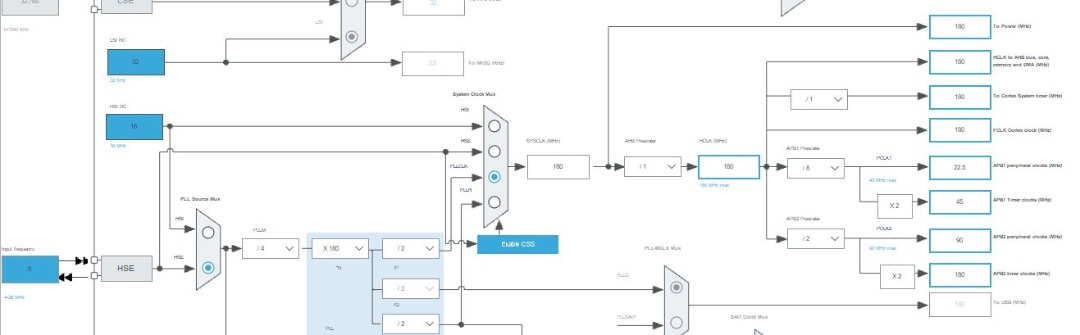 32.768
LSE
LSI
32
LSI RC
32
32 KHz
32
To IWDG (KHz)
HSI RC
16
16 MHz
System Clock Mux
HSI
HSE
PLLCLK
PLLR
SYSCLK (MHz)
180
AHB Prescaler
/ 1
HCLK (MHz)
180
180 MHz max
180
To Power (MHz)
180
HCLK to AHB bus, core,
memory and DMA (MHz)
/ 1
180
To Cortex System timer (MHz)
180
FCLK Cortex clock (MHz)
APB1 Prescaler
/ 8
PCLK1
45 MHz max
22.5
APB1 peripheral clocks (MHz)
X 2
45
APB1 Timer clocks (MHz)
APB2 Prescaler
/ 2
PCLK2
90 MHz max
90
APB2 peripheral clocks (MHz)
X 2
180
APB2 timer clocks (MHz)
PLL Source Mux
HSI
HSE
PLLM
/ 4
X 180
*N
/ 2
/P
/ 2
/Q
/ 2
PLL
Enable CSS
Input frequency
8
4-26 MHz
HSE
PLL48CLK Mux
PLLQ
PLLSAIP
180
To USB (MHz)
SAI1 Clock Mux